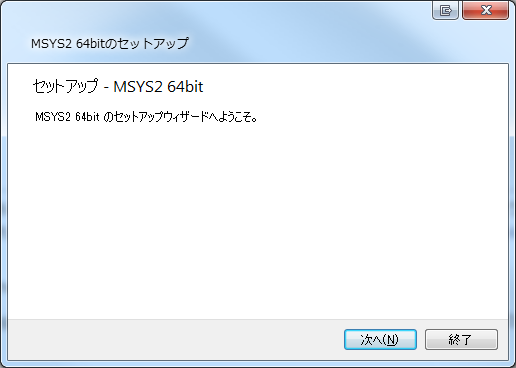 MSYS2 64bitのセットアップ
セットアップ - MSYS2 64bit
MSYS2 64bit のセットアップウィザードへようこそ。
次へ(N)
終了